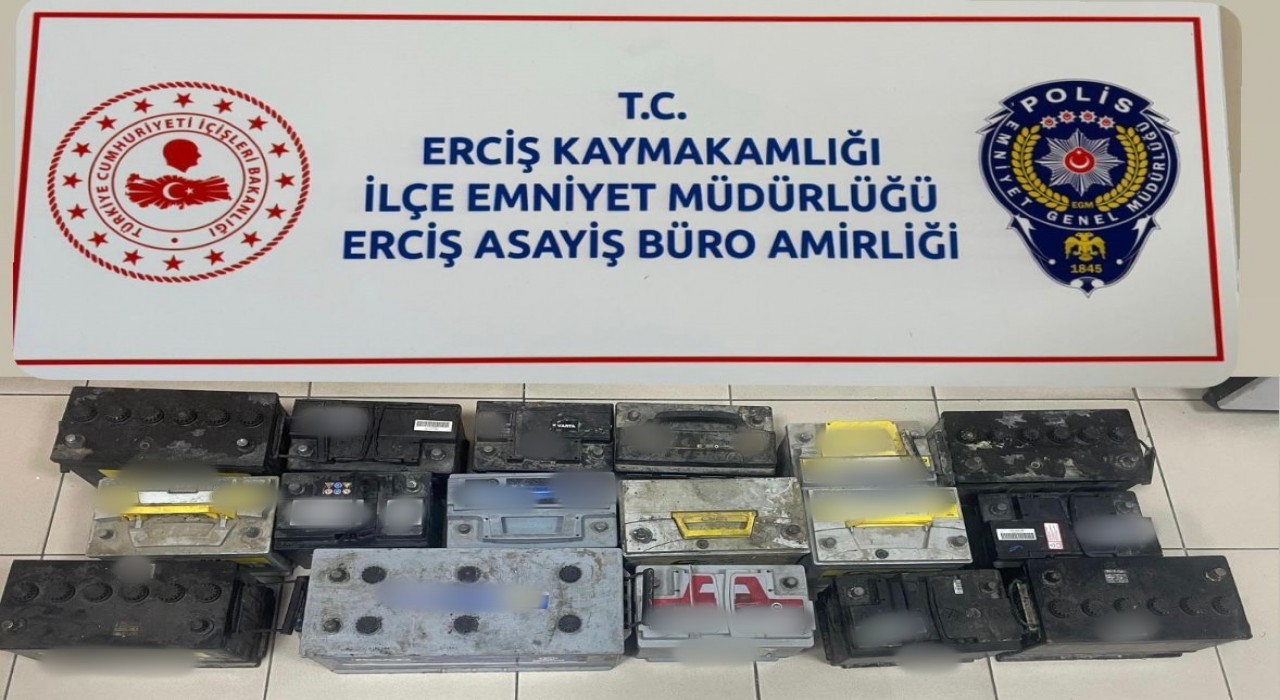 T.C.
ERCİŞ KAYMAKAMLIĞI
İLÇE EMNİYET MÜDÜRLÜĞÜ
ERCİŞ ASAYİŞ BÜRO AMİRLİĞİ
TÜRKİYE CUMHURİYETİ İÇİŞLERİ BAKANLIĞI
POLİS
EMNİYET GENEL MÜDÜRLÜĞÜ
EGM
1845
VARTA